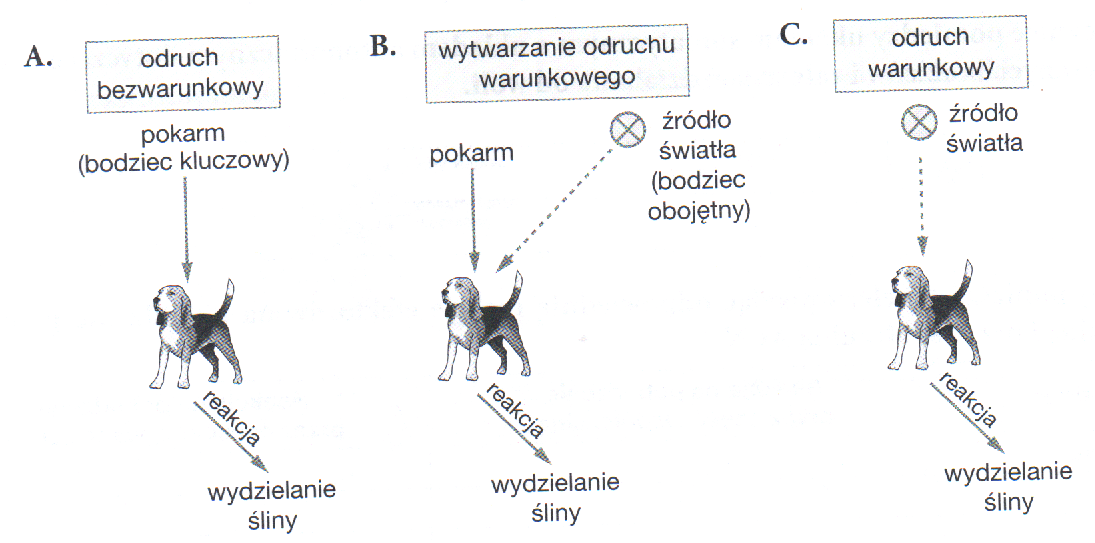 A.
odruch
bezwarunkowy
pokarm
(bodziec kluczowy)
reakcja
wydzielanie
śliny
B.
wytwarzanie odruchu
warunkowego
pokarm
źródło
światła
(bodziec
obojętny)
reakcja
wydzielanie
śliny
C.
odruch
warunkowy
źródło
światła
reakcja
wydzielanie
śliny